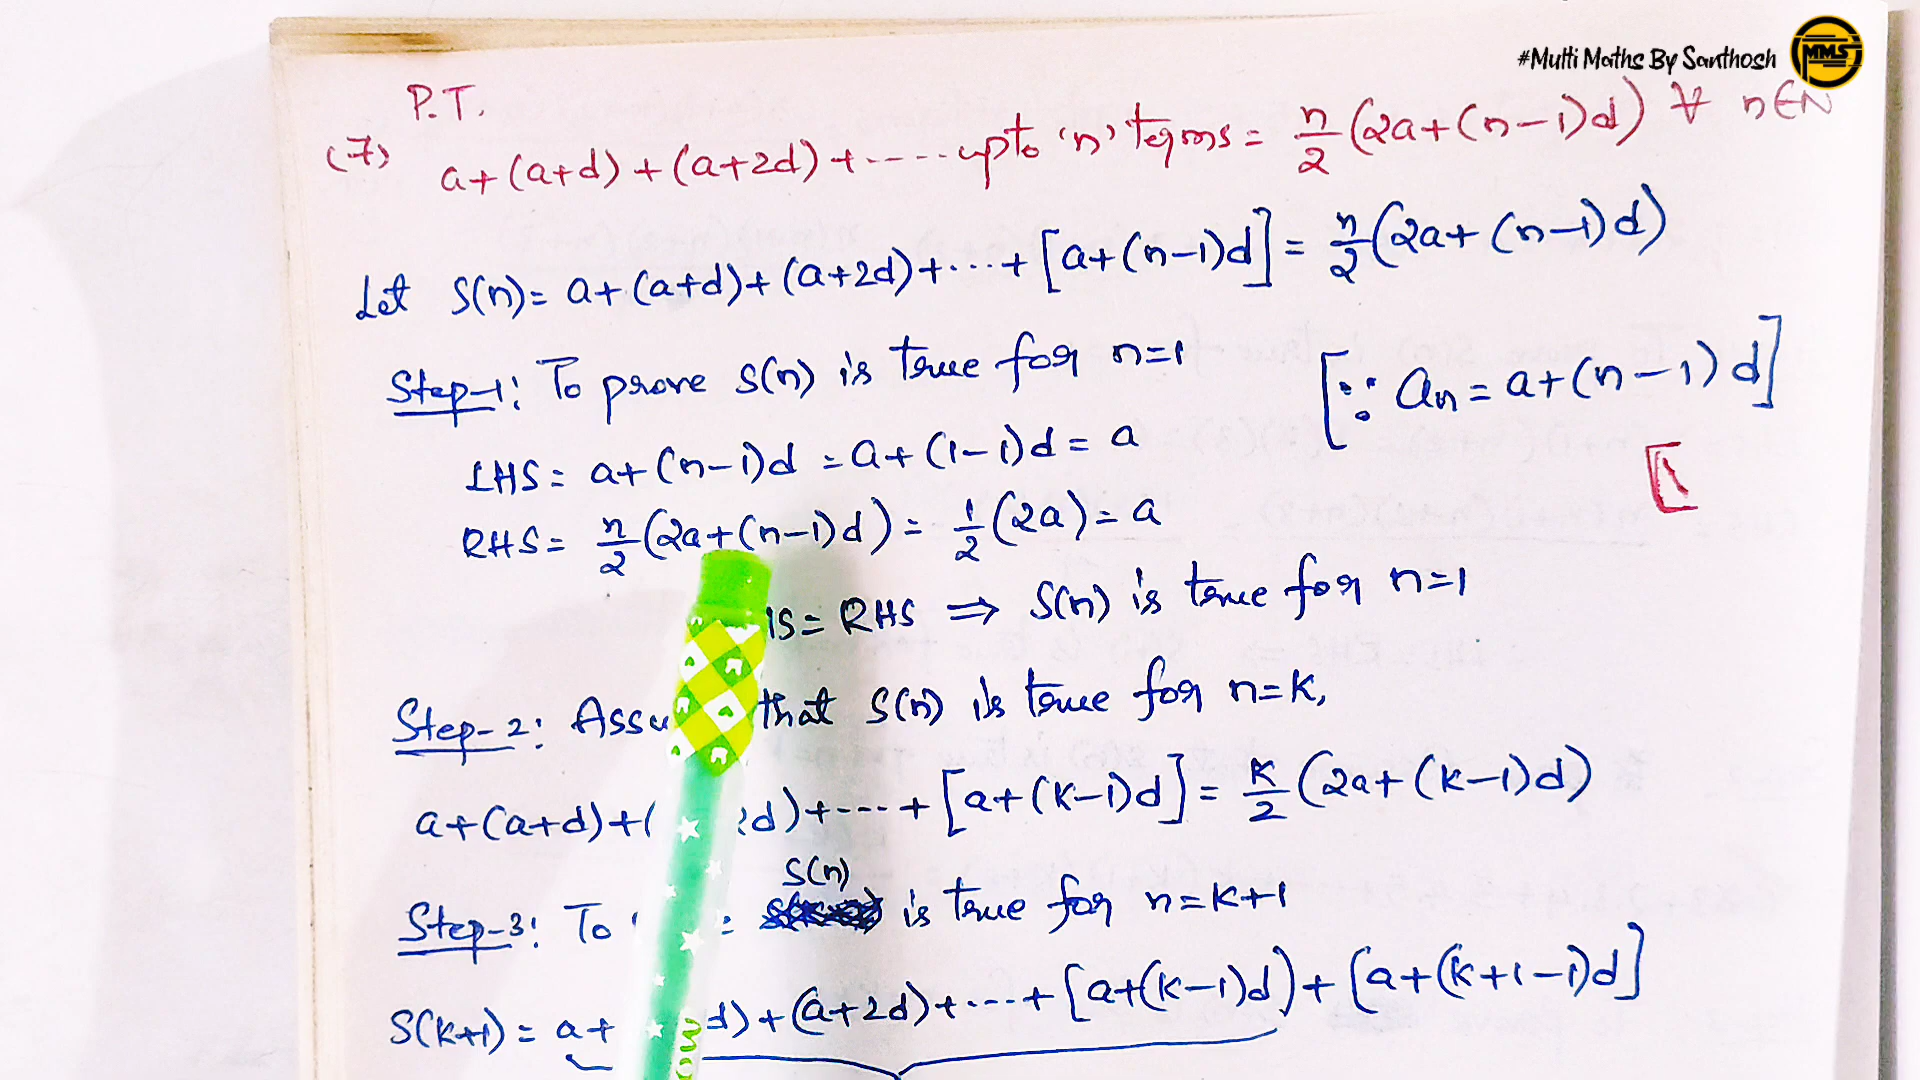 #Multi Maths By Santhosh MMS
P.T.
(7) a+(a+d)+(a+2d)+-----upto 'n' terms = n/2 (2a+(n-1)d) ∀ n∈N
Let S(n)= a+(a+d)+(a+2d)+...+[a+(n-1)d] = n/2 (2a+(n-1)d)
Step-1: To prove S(n) is true for n=1
[∵ an = a+(n-1)d]
LHS = a+(n-1)d = a+(1-1)d = a
RHS = n/2 (2a+(n-1)d) = 1/2 (2a) = a
= RHS ⇒ S(n) is true for n=1
Step-2: that S(n) is true for n=k,
a+(a+d)+( d)+----+[a+(k-1)d] = k/2 (2a+(k-1)d)
S(n)
Step-3: To is true for n=k+1
S(k+1) = a+ d)+(a+2d)+----+[a+(k-1)d)+[a+(k+1-1)d]